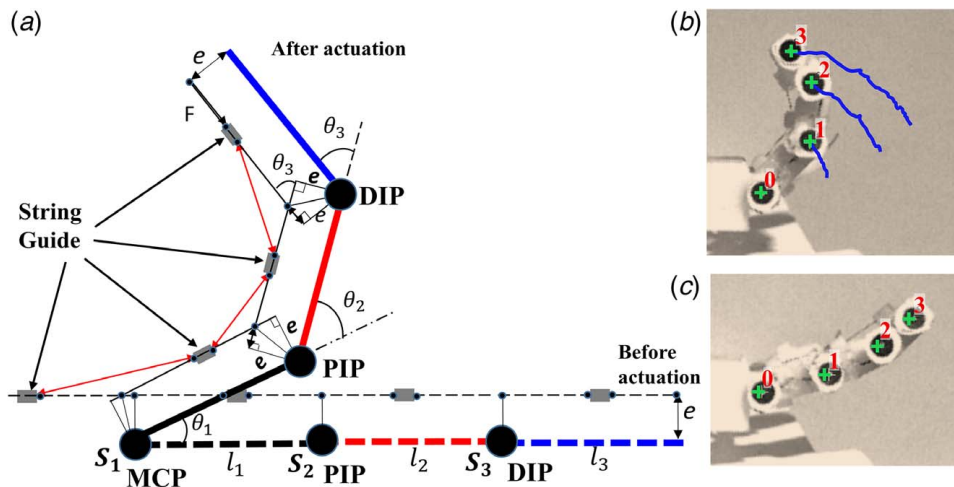 (a)
After actuation
e
F
θ3
θ3
e
e
DIP
String
Guide
θ2
e
e
PIP
Before
actuation
θ1
e
S1
MCP
l1
S2
PIP
l2
S3
DIP
l3
(b)
3
2
1
0
(c)
3
2
1
0